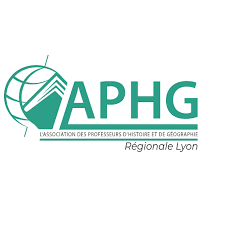 APHG
L'ASSOCIATION DES PROFESSEURS D'HISTOIRE ET DE GÉOGRAPHIE
Régionale Lyon